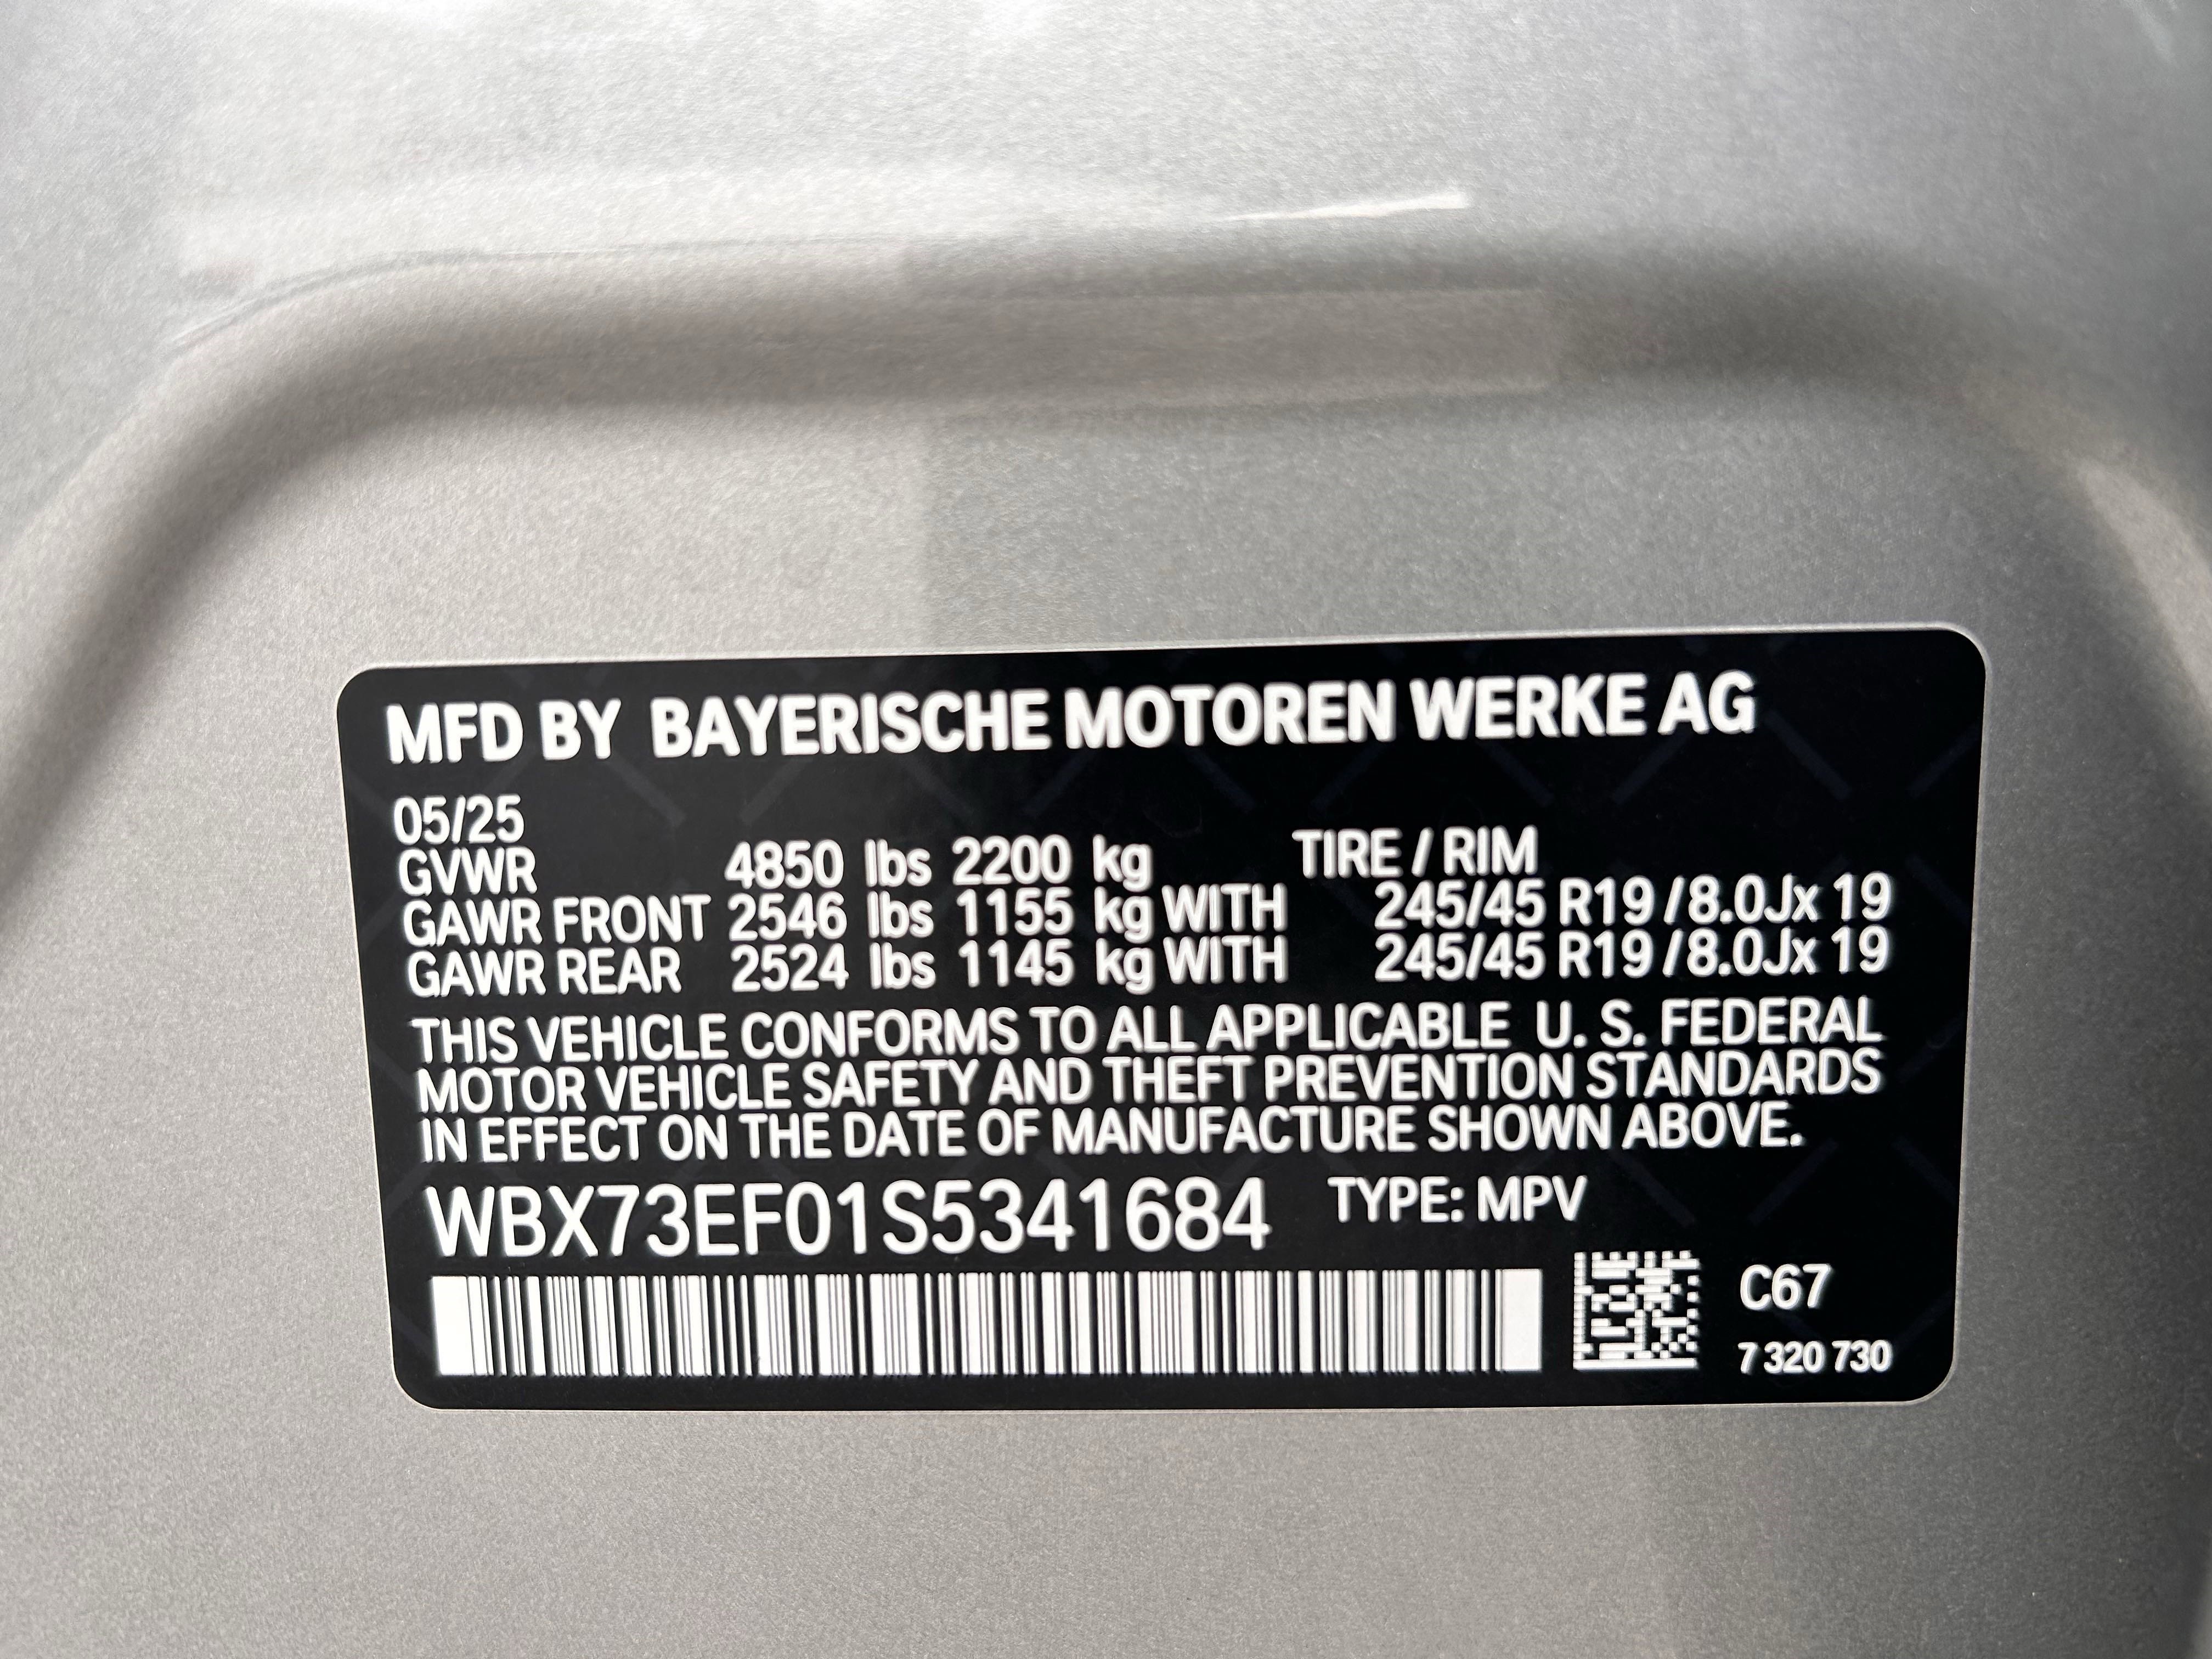 MFD BY BAYERISCHE MOTOREN WERKE AG
05/25
GVWR 4850 lbs 2200 kg TIRE / RIM
GAWR FRONT 2546 lbs 1155 kg WITH 245/45 R19 / 8.0Jx 19
GAWR REAR 2524 lbs 1145 kg WITH 245/45 R19 / 8.0Jx 19
THIS VEHICLE CONFORMS TO ALL APPLICABLE U. S. FEDERAL
MOTOR VEHICLE SAFETY AND THEFT PREVENTION STANDARDS
IN EFFECT ON THE DATE OF MANUFACTURE SHOWN ABOVE.
WBX73EF01S5341684 TYPE: MPV
C67
7 320 730